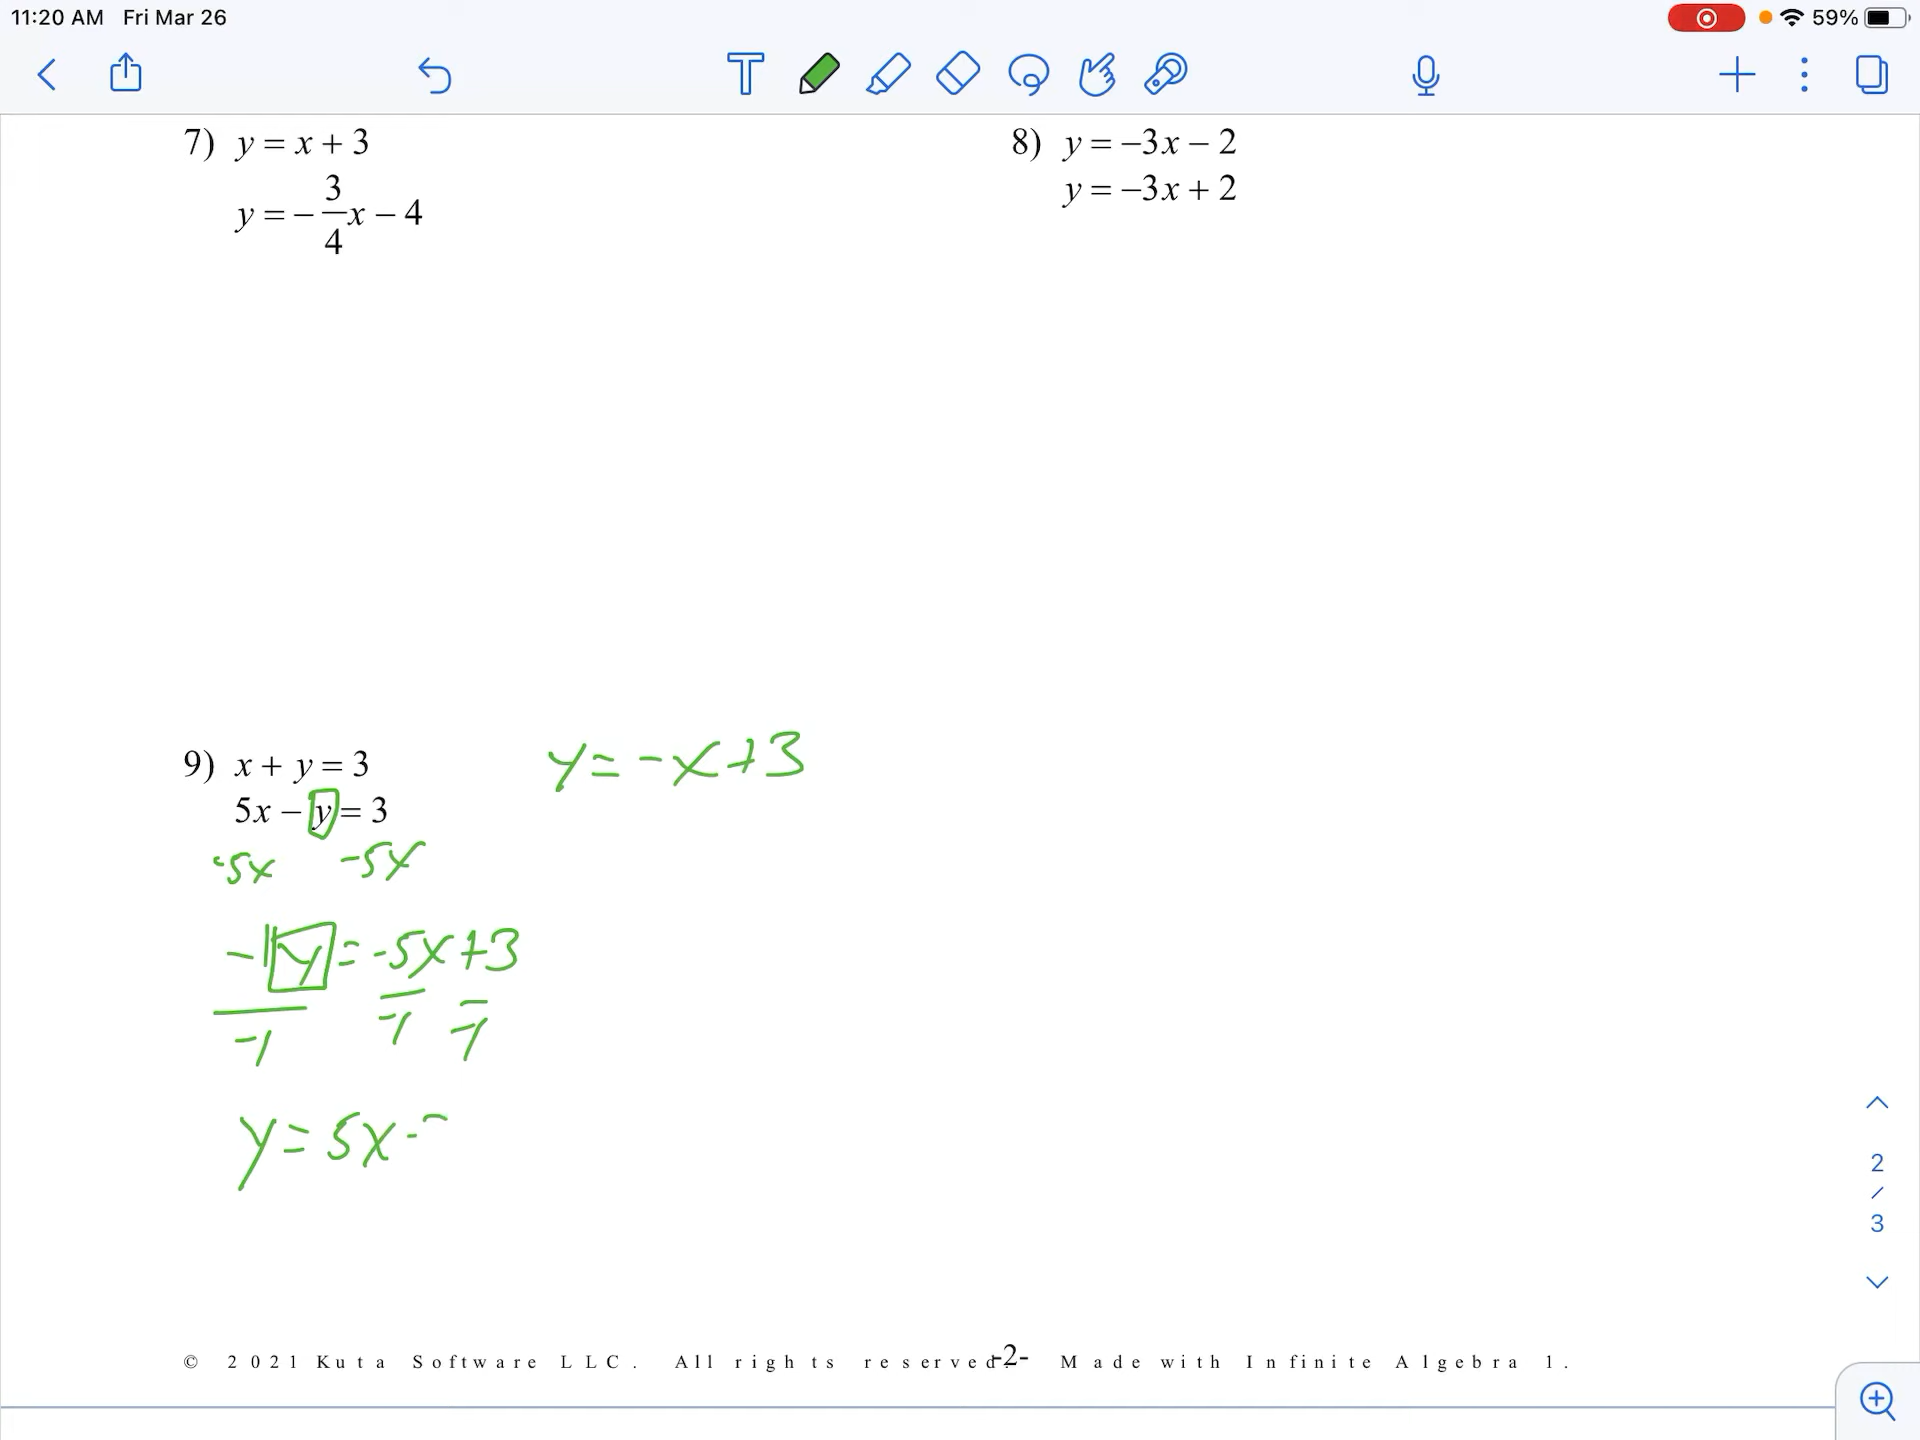 11:20 AM Fri Mar 26
59%
7) y = x + 3
y = -3/4x - 4
8) y = -3x - 2
y = -3x + 2
9) x + y = 3
y = -x + 3
5x - y = 3
-5x -5x
-1y = -5x + 3
-1 -1 -1
y = 5x -
2
/
3
© 2021 Kuta Software LLC. All rights reserved. Made with Infinite Algebra 1.
-2-